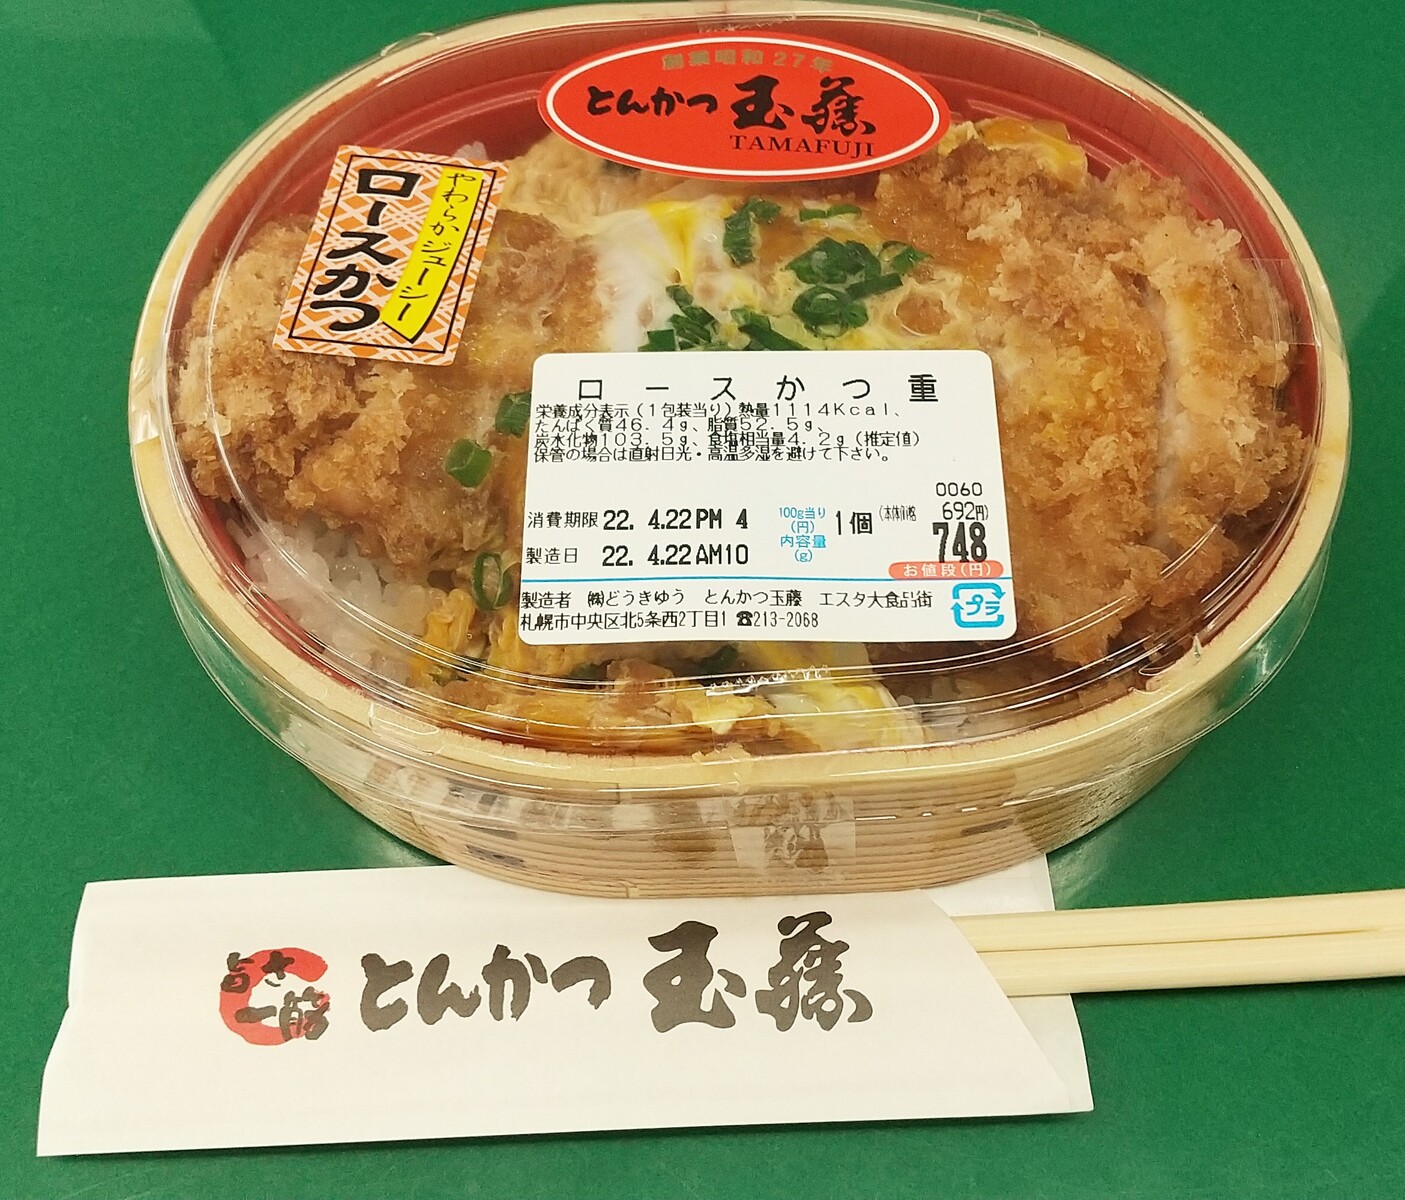 創業昭和27年
とんかつ 玉藤
TAMAFUJI
やわらかジューシー
ロースかつ
ロースかつ重
栄養成分表示(1包装当り)熱量1114Kcal、
たんぱく質46.4g、脂質52.5g、
炭水化物103.5g、食塩相当量4.2g(推定値)
保管の場合は直射日光・高温多湿を避けて下さい。
0060
消費期限 22. 4.22 PM 4 100g当り(円) 1個 (本体価格 692円)
製造日 22. 4.22 AM10 内容量(g) 748
お値段(円)
製造者 ㈱どうきゆう とんかつ玉藤 エスタ大食品街
札幌市中央区北5条西2丁目1 ☎213-2068
プラ
旨さ一筋
とんかつ 玉藤